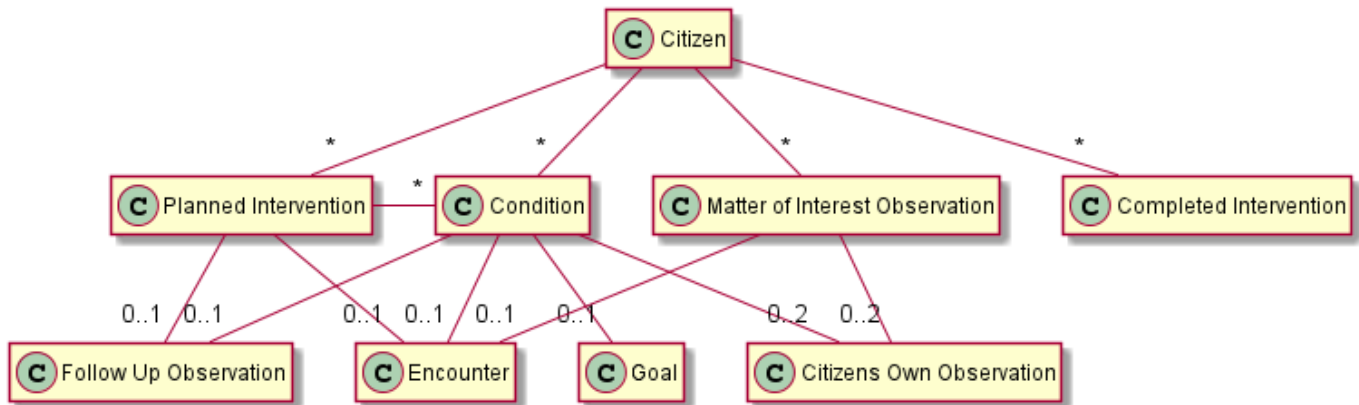 C Citizen
* * * *
C Planned Intervention * C Condition C Matter of Interest Observation C Completed Intervention
0..1 0..1 0..1 0..1 0..1 0..1 0..2 0..2
C Follow Up Observation C Encounter C Goal C Citizens Own Observation